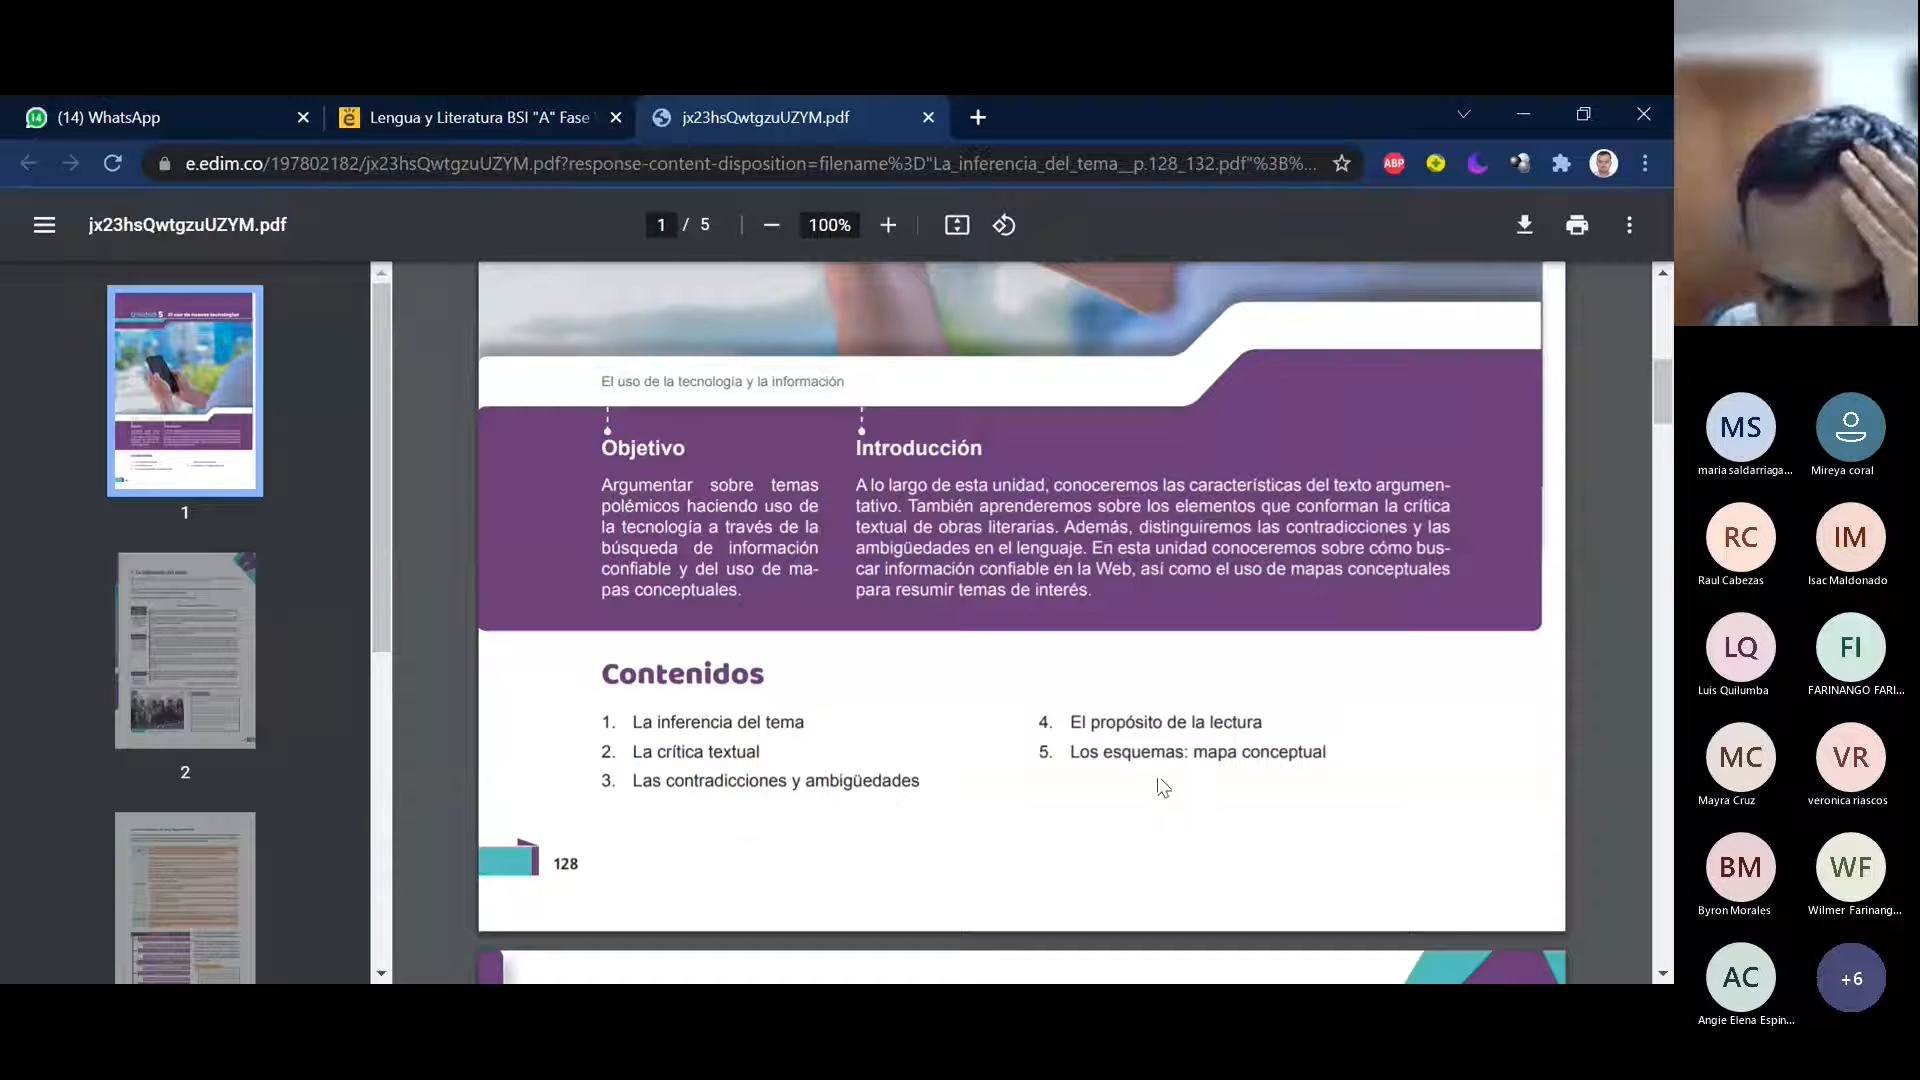 (14) WhatsApp
Lengua y Literatura BSI "A" Fase
jx23hsQwtgzuUZYM.pdf
e.edim.co/197802182/jx23hsQwtgzuUZYM.pdf?response-content-disposition=filename%3D"La_inferencia_del_tema__p.128_132.pdf"%3B%...
ABP
jx23hsQwtgzuUZYM.pdf
1 / 5
100%
Unidad 5 El uso de nuevas tecnologías
1
2
El uso de la tecnología y la información
Objetivo
Argumentar sobre temas
polémicos haciendo uso de
la tecnología a través de la
búsqueda de información
confiable y del uso de ma-
pas conceptuales.
Introducción
A lo largo de esta unidad, conoceremos las características del texto argumen-
tativo. También aprenderemos sobre los elementos que conforman la crítica
textual de obras literarias. Además, distinguiremos las contradicciones y las
ambigüedades en el lenguaje. En esta unidad conoceremos sobre cómo bus-
car información confiable en la Web, así como el uso de mapas conceptuales
para resumir temas de interés.
Contenidos
1. La inferencia del tema
2. La crítica textual
3. Las contradicciones y ambigüedades
4. El propósito de la lectura
5. Los esquemas: mapa conceptual
128
MS
maria saldarriaga...
Mireya coral
RC
Raul Cabezas
IM
Isac Maldonado
LQ
Luis Quilumba
FI
FARINANGO FARI...
MC
Mayra Cruz
VR
veronica riascos
BM
Byron Morales
WF
Wilmer Farinang...
AC
Angie Elena Espin...
+6